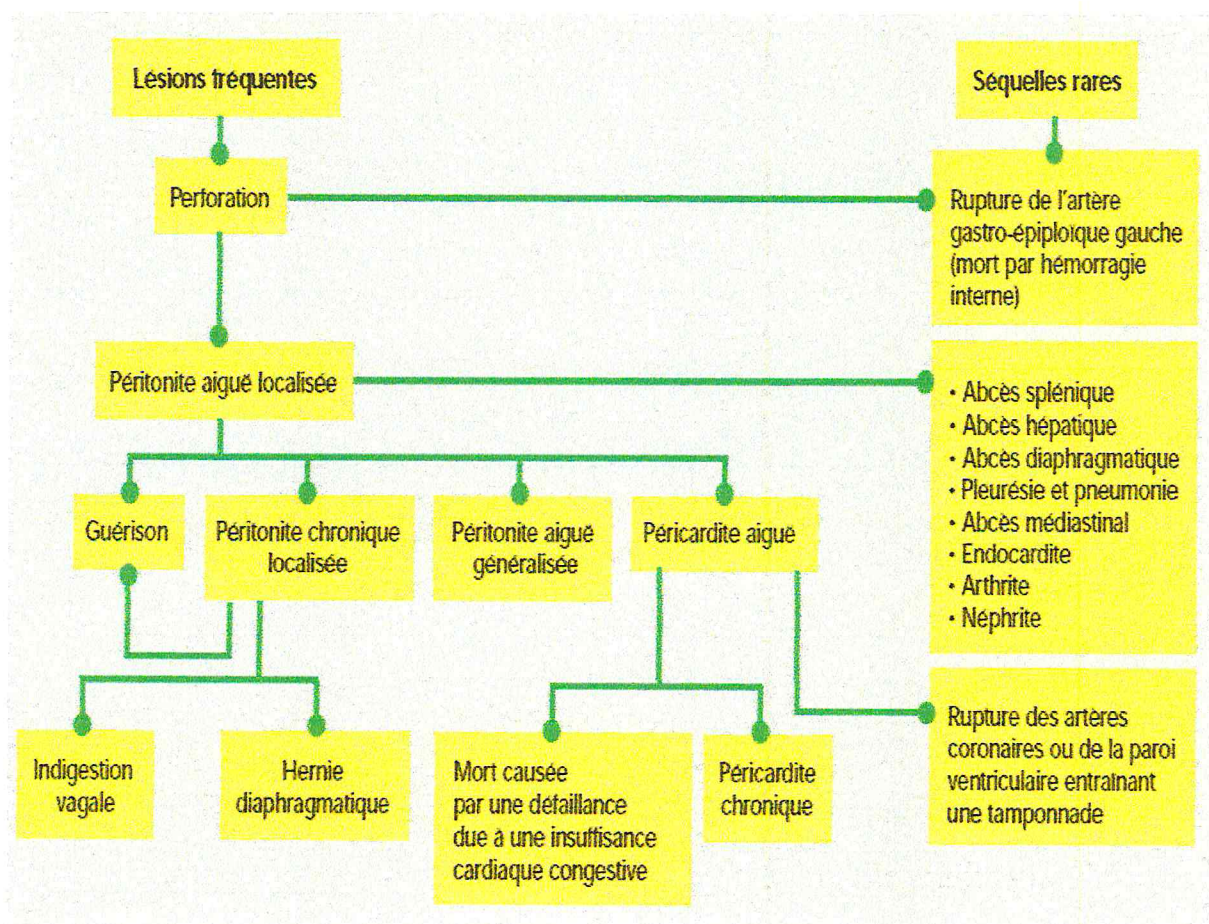 Lésions fréquentes
Séquelles rares
Perforation
Rupture de l'artère
gastro-épiploïque gauche
(mort par hémorragie
interne)
Péritonite aiguë localisée
• Abcès splénique
• Abcès hépatique
• Abcès diaphragmatique
• Pleurésie et pneumonie
• Abcès médiastinal
• Endocardite
• Arthrite
• Néphrite
Guérison
Péritonite chronique
localisée
Péritonite aiguë
généralisée
Péricardite aiguë
Indigestion
vagale
Hernie
diaphragmatique
Mort causée
par une défaillance
due à une insuffisance
cardiaque congestive
Péricardite
chronique
Rupture des artères
coronaires ou de la paroi
ventriculaire entraînant
une tamponnade